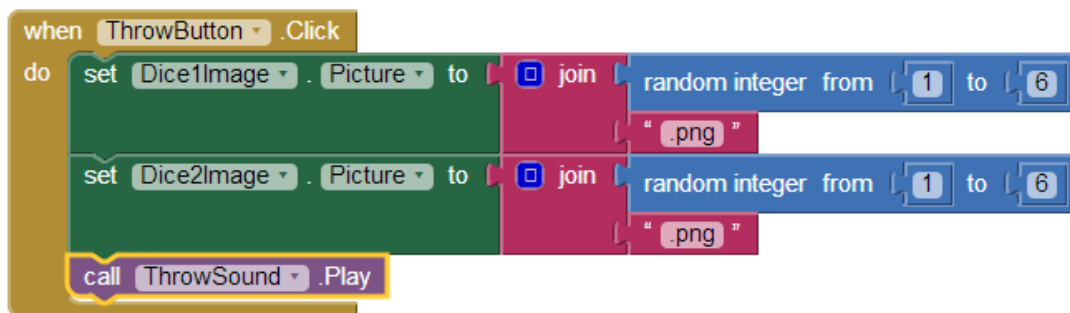 when ThrowButton .Click
do set Dice1Image . Picture to join random integer from 1 to 6
" .png "
set Dice2Image . Picture to join random integer from 1 to 6
" .png "
call ThrowSound .Play